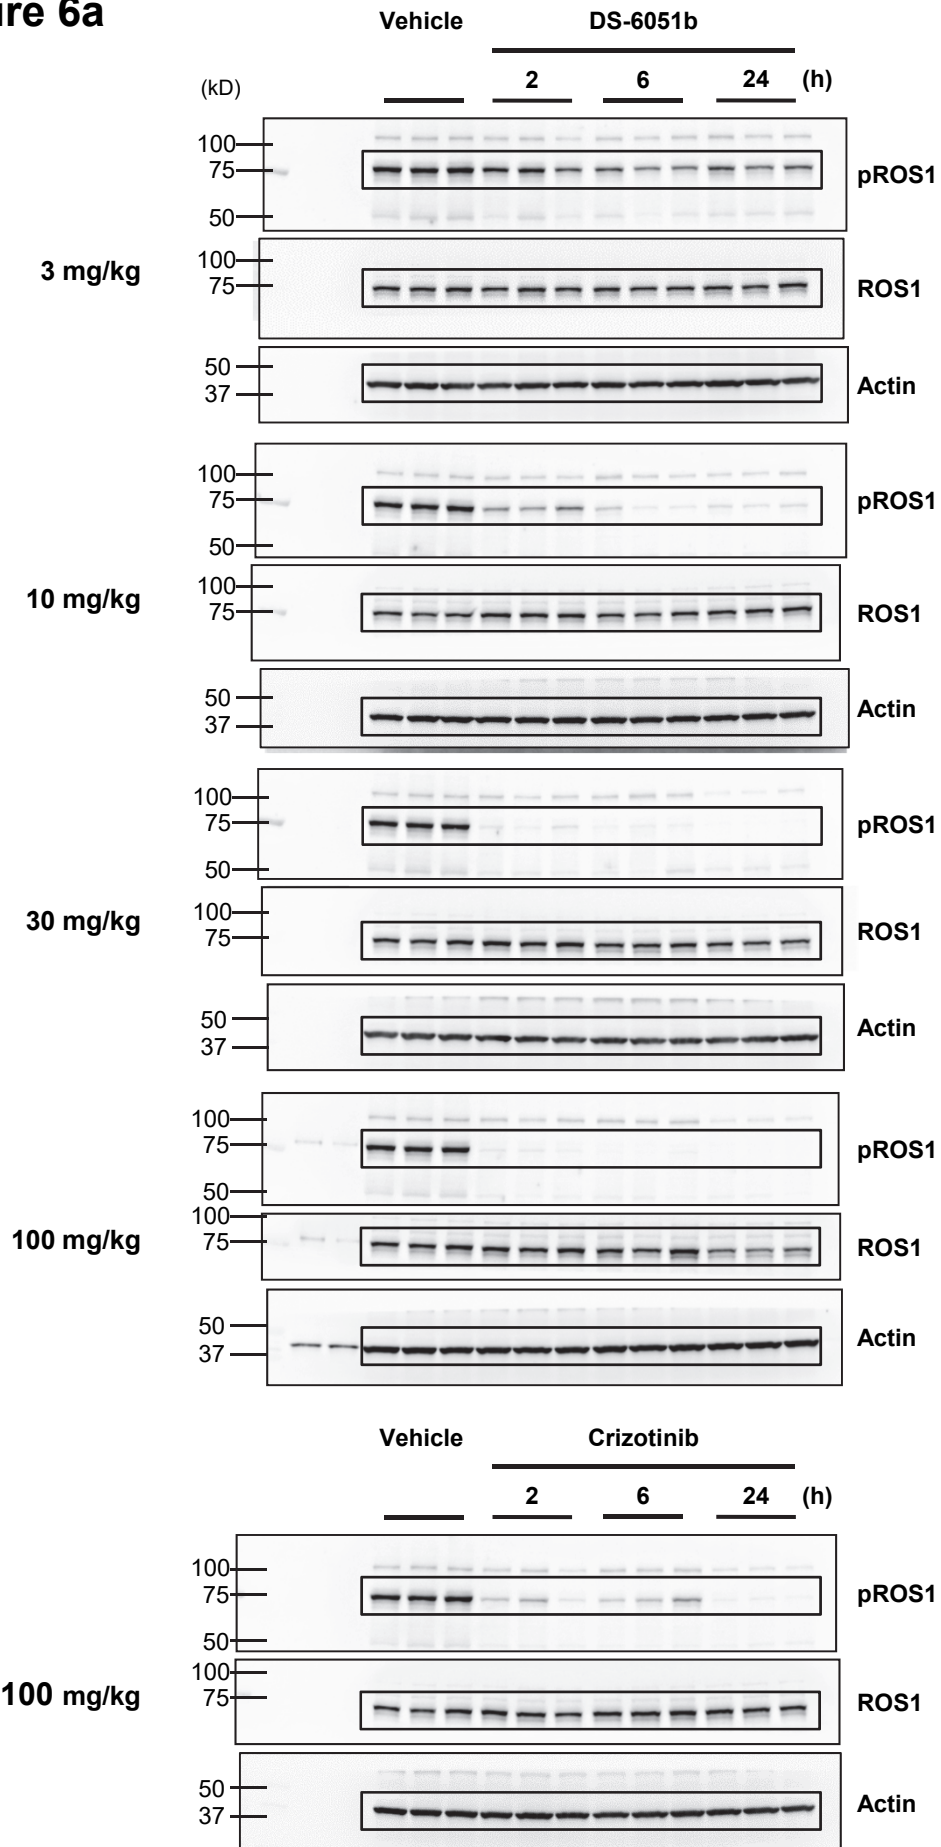 ure 6a
Vehicle DS-6051b
2 6 24 (h)
(kD)
100
75
50
pROS1
3 mg/kg
100
75
ROS1
50
37
Actin
100
75
50
pROS1
10 mg/kg
100
75
ROS1
50
37
Actin
100
75
50
pROS1
30 mg/kg
100
75
ROS1
50
37
Actin
100
75
50
pROS1
100 mg/kg
100
75
ROS1
50
37
Actin
Vehicle Crizotinib
2 6 24 (h)
100
75
50
pROS1
100 mg/kg
100
75
ROS1
50
37
Actin